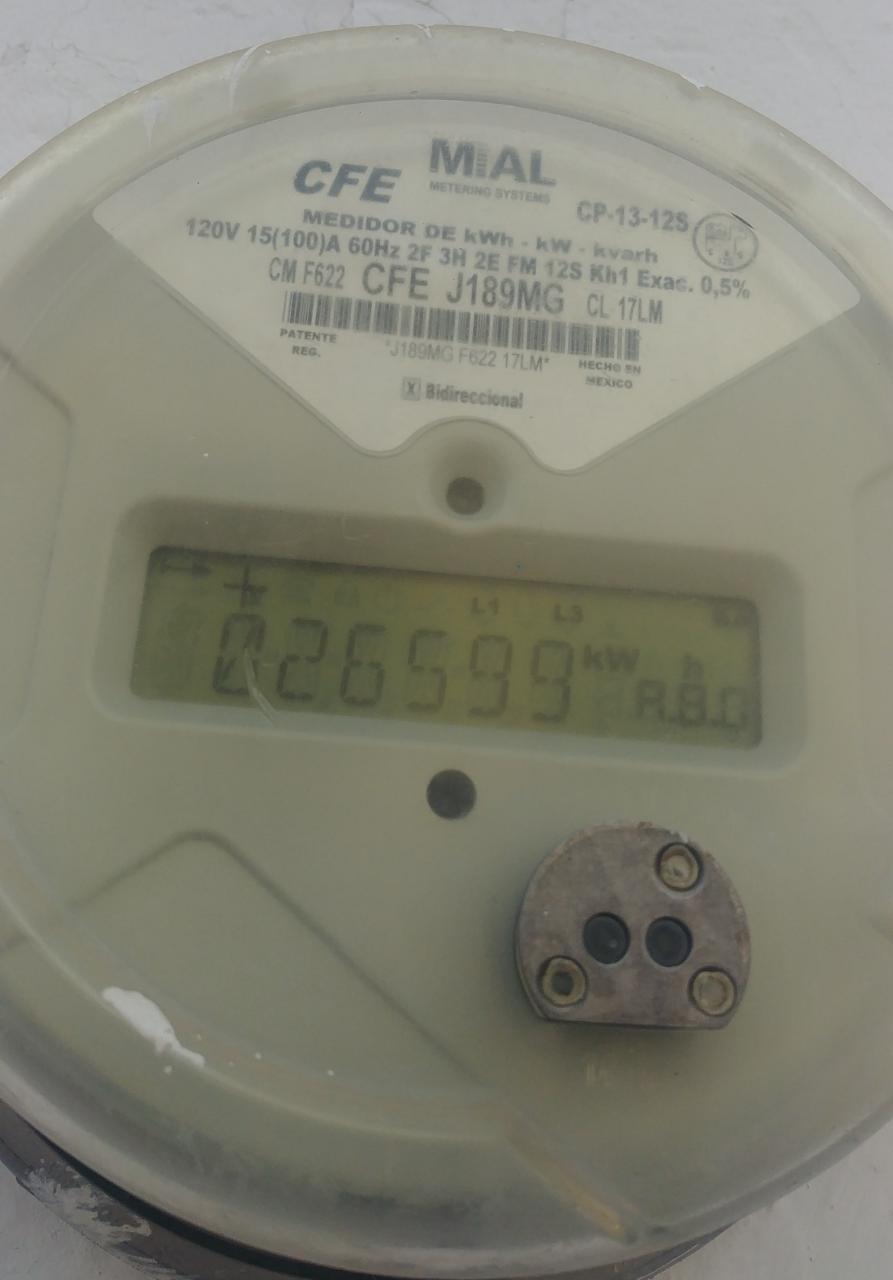 CFE
MIAL
METERING SYSTEMS
CP-13-12S
MEDIDOR DE kWh - kW - kvarh
120V 15(100)A 60Hz 2F 3H 2E FM 12S Kh1 Exac. 0,5%
CM F622 CFE J189MG CL 17LM
PATENTE
REG.
*J189MG F622 17LM*
HECHO EN
MEXICO
X Bidireccional
L1 L3
026599 kW h